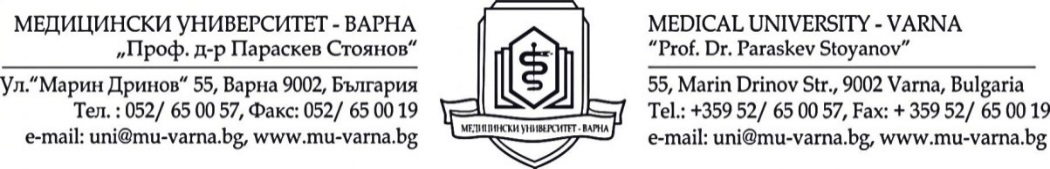 МЕДИЦИНСКИ УНИВЕРСИТЕТ - ВАРНА
„Проф. д-р Параскев Стоянов“
Ул.“Марин Дринов“ 55, Варна 9002, България
Тел. : 052/ 65 00 57, Факс: 052/ 65 00 19
e-mail: uni@mu-varna.bg, www.mu-varna.bg
МЕДИЦИНСКИ УНИВЕРСИТЕТ - ВАРНА
MEDICAL UNIVERSITY - VARNA
“Prof. Dr. Paraskev Stoyanov”
55, Marin Drinov Str., 9002 Varna, Bulgaria
Tel.: +359 52/ 65 00 57, Fax: + 359 52/ 65 00 19
e-mail: uni@mu-varna.bg, www.mu-varna.bg